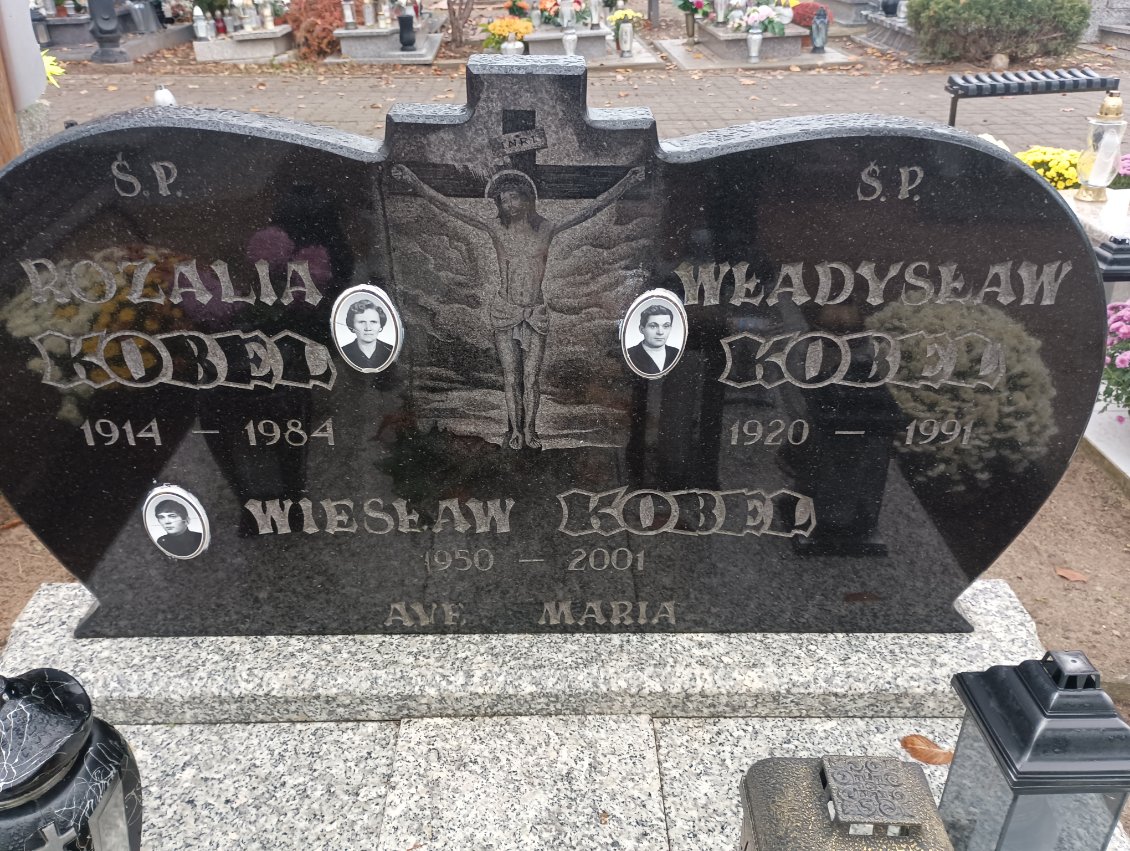 INRI
Ś.P.
ROZALIA
KOBEL
1914 – 1984
Ś.P.
WŁADYSŁAW
KOBEL
1920 – 1991
WIESŁAW KOBEL
1950 – 2001
AVE MARIA